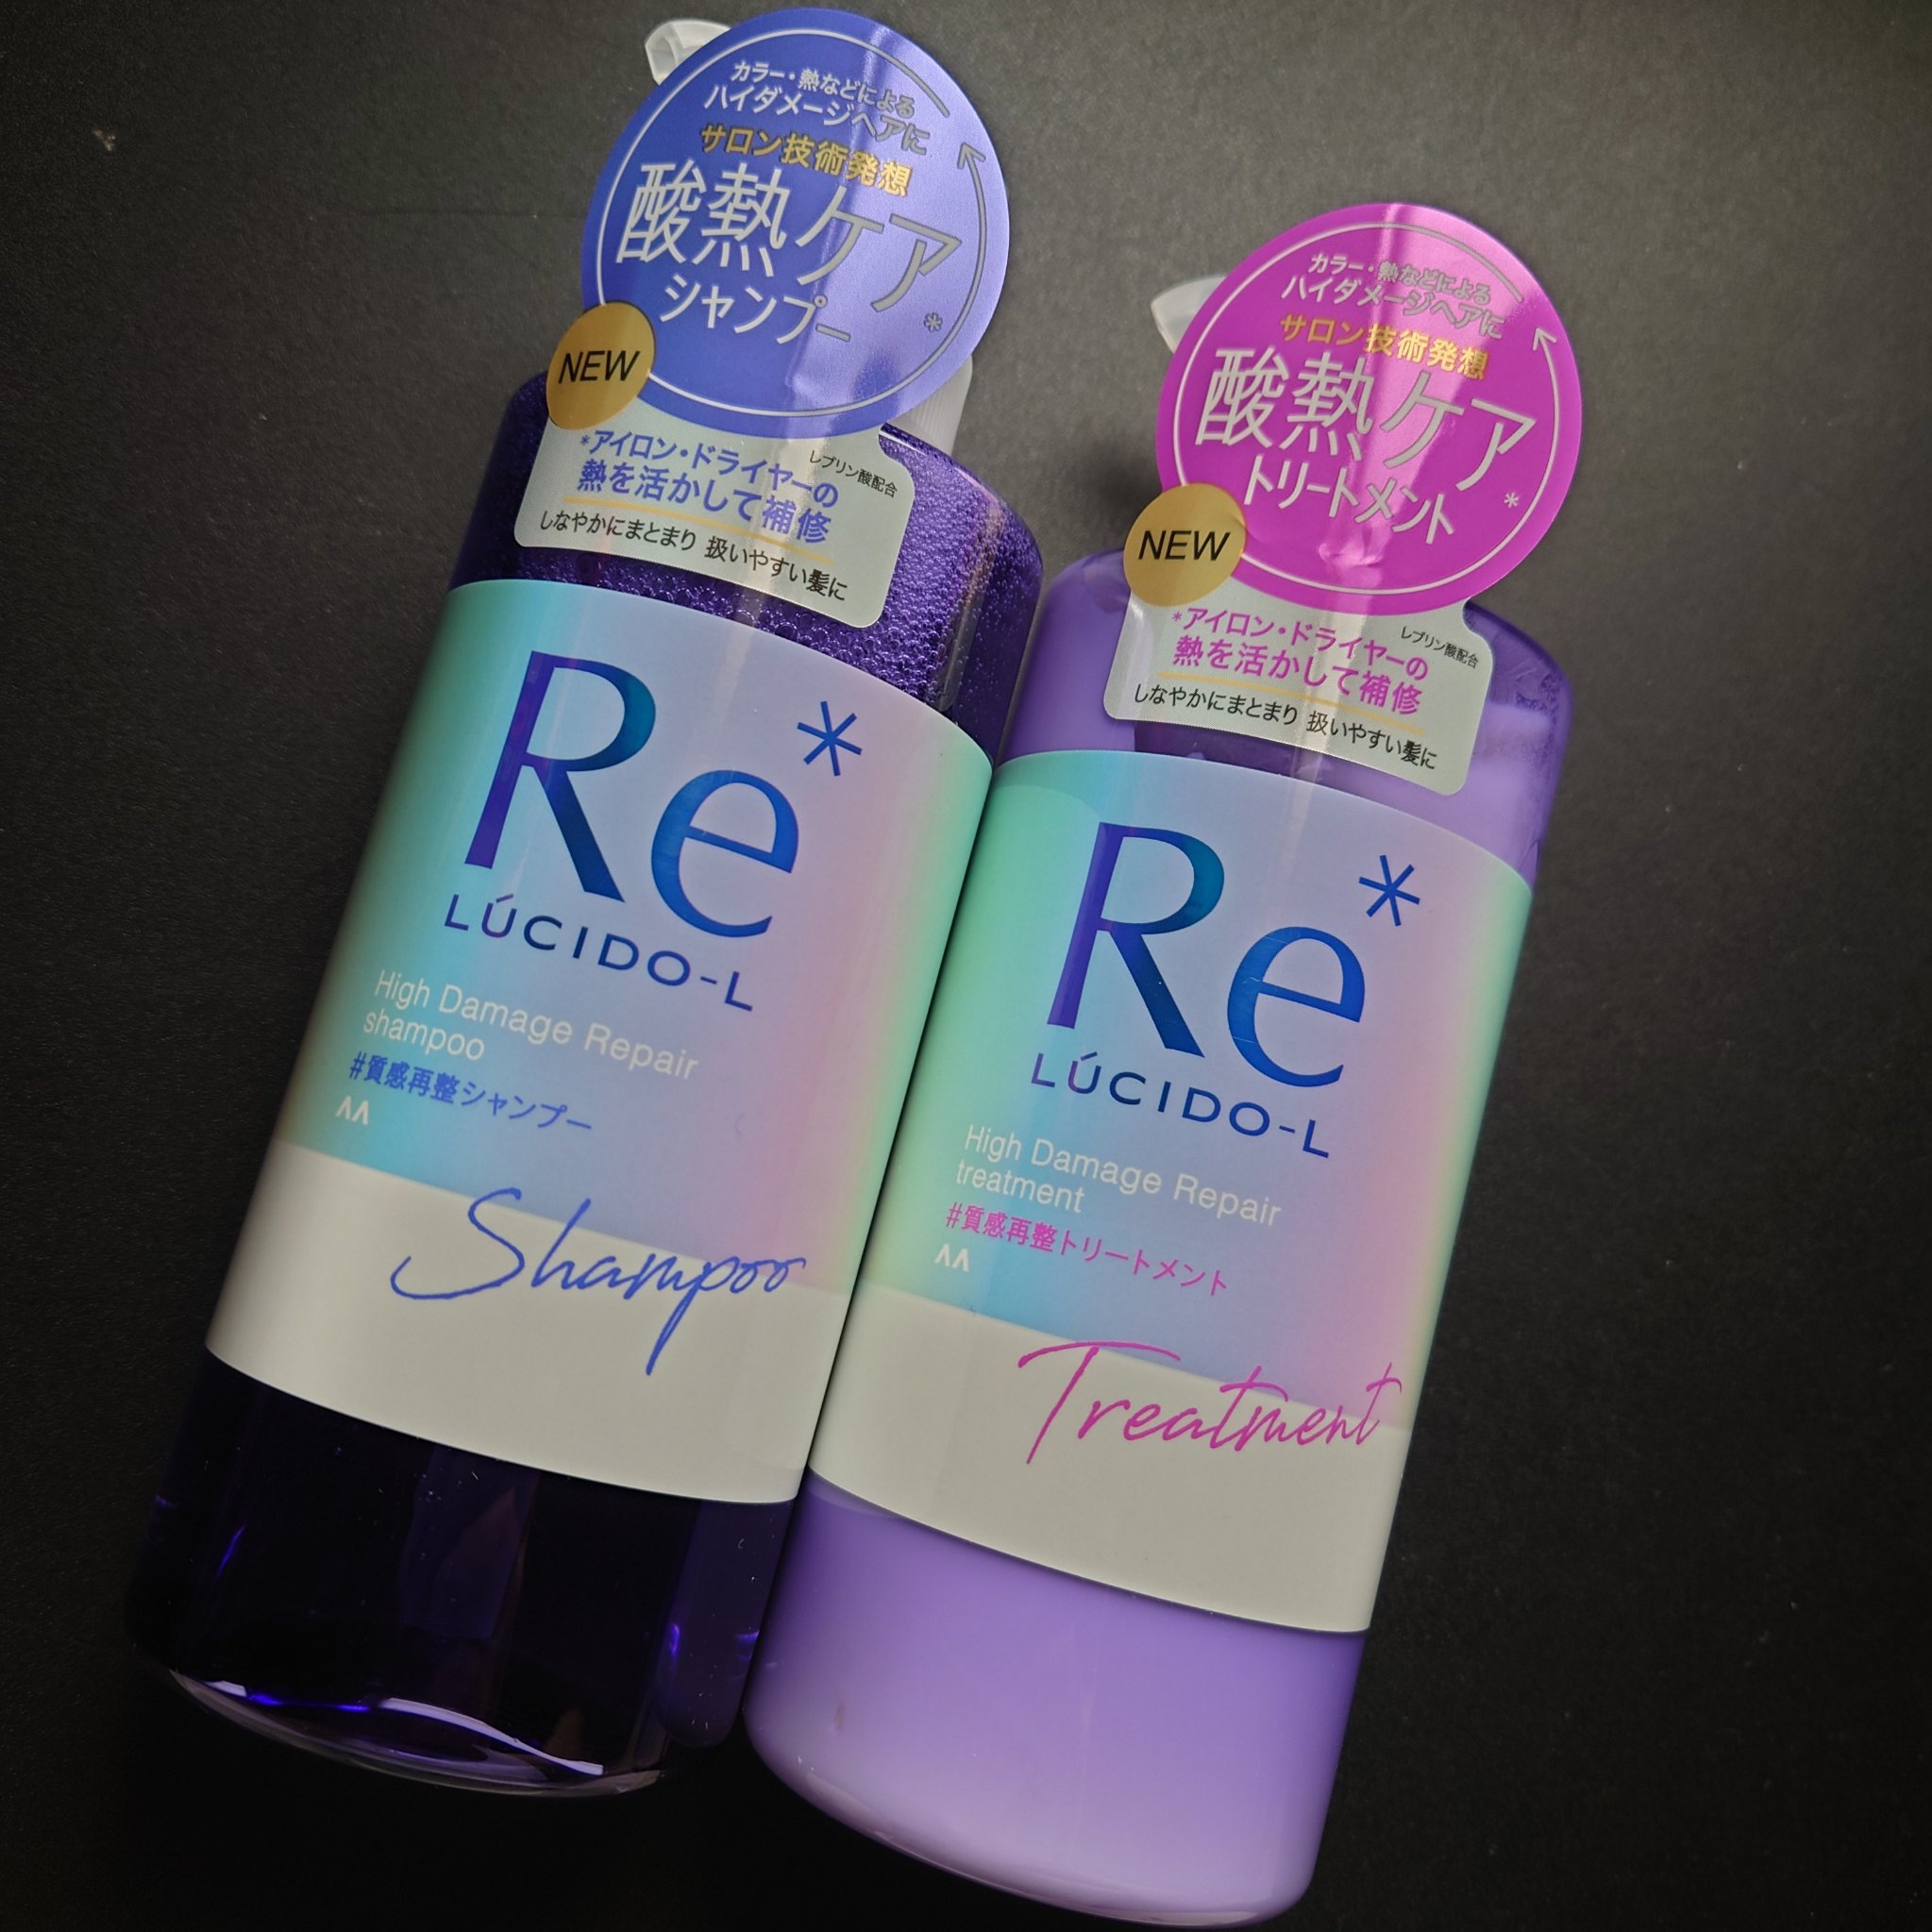 カラー・熱などによる
ハイダメージヘアに
サロン技術発想
酸熱ケア
シャンプー*
NEW
*アイロン・ドライヤーの
レブリン酸配合
熱を活かして補修
しなやかにまとまり 扱いやすい髪に
Re*
LÚCIDO-L
High Damage Repair
shampoo
#質感再整シャンプー
Shampoo
カラー・熱などによる
ハイダメージヘアに
サロン技術発想
酸熱ケア
トリートメント*
NEW
*アイロン・ドライヤーの
レブリン酸配合
熱を活かして補修
しなやかにまとまり 扱いやすい髪に
Re*
LÚCIDO-L
High Damage Repair
treatment
#質感再整トリートメント
Treatment